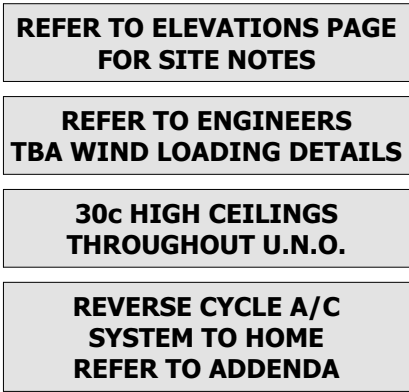 REFER TO ELEVATIONS PAGE
FOR SITE NOTES
REFER TO ENGINEERS
TBA WIND LOADING DETAILS
30c HIGH CEILINGS
THROUGHOUT U.N.O.
REVERSE CYCLE A/C
SYSTEM TO HOME
REFER TO ADDENDA